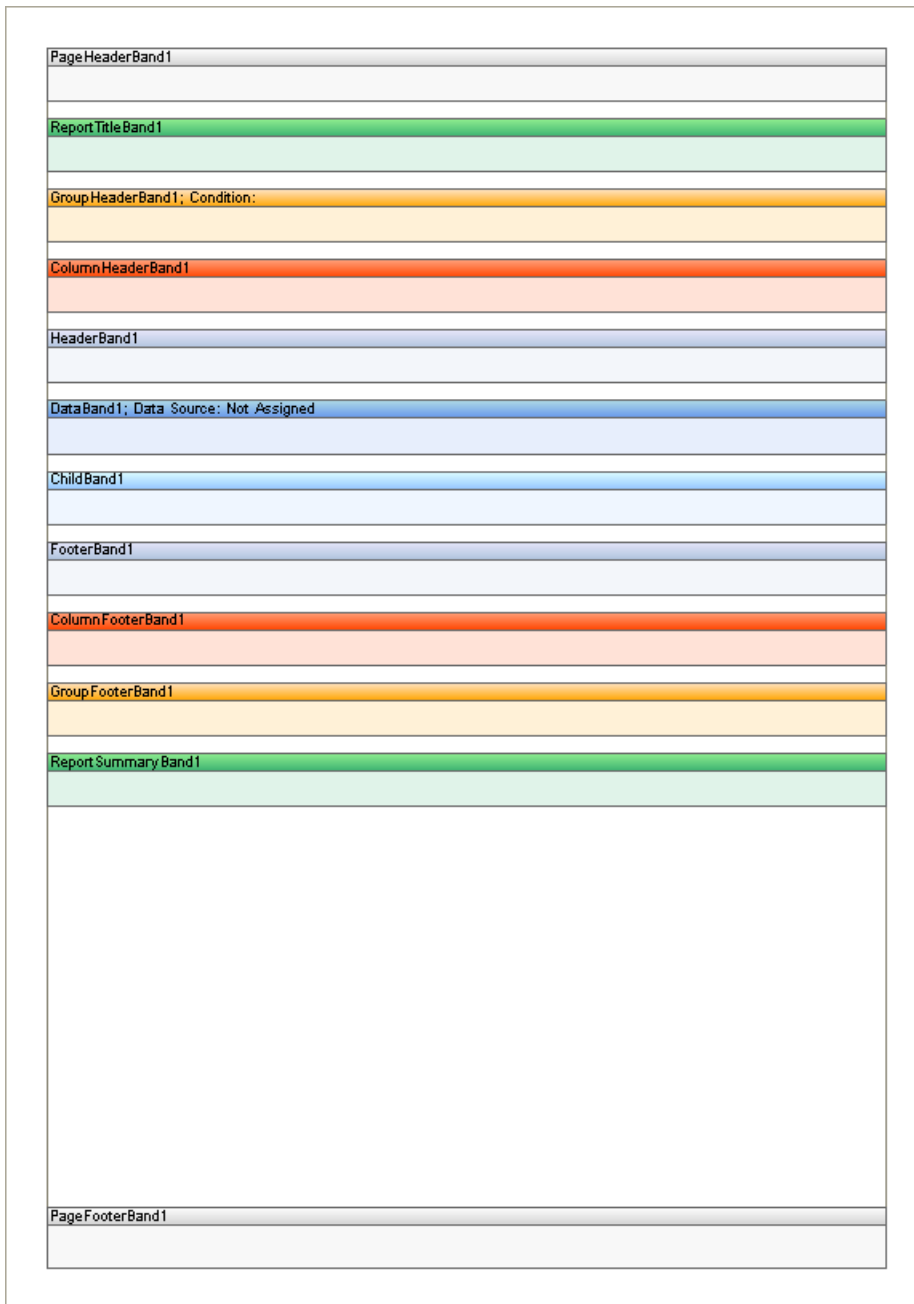 PageHeaderBand1
ReportTitleBand1
GroupHeaderBand1; Condition:
ColumnHeaderBand1
HeaderBand1
DataBand1; Data Source: Not Assigned
ChildBand1
FooterBand1
ColumnFooterBand1
GroupFooterBand1
ReportSummaryBand1
PageFooterBand1